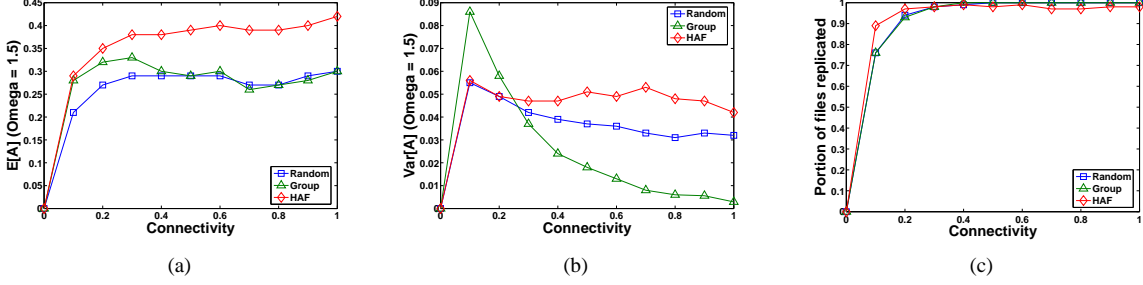 E[A] (Omega = 1.5)
0.45
0.4
0.35
0.3
0.25
0.2
0.15
0.1
0.05
0
0 0.2 0.4 0.6 0.8 1
Connectivity
Random
Group
HAF
(a)
Var[A] (Omega = 1.5)
0.09
0.08
0.07
0.06
0.05
0.04
0.03
0.02
0.01
0
0 0.2 0.4 0.6 0.8 1
Connectivity
Random
Group
HAF
(b)
Portion of files replicated
1
0.9
0.8
0.7
0.6
0.5
0.4
0.3
0.2
0.1
0
0 0.2 0.4 0.6 0.8 1
Connectivity
Random
Group
HAF
(c)